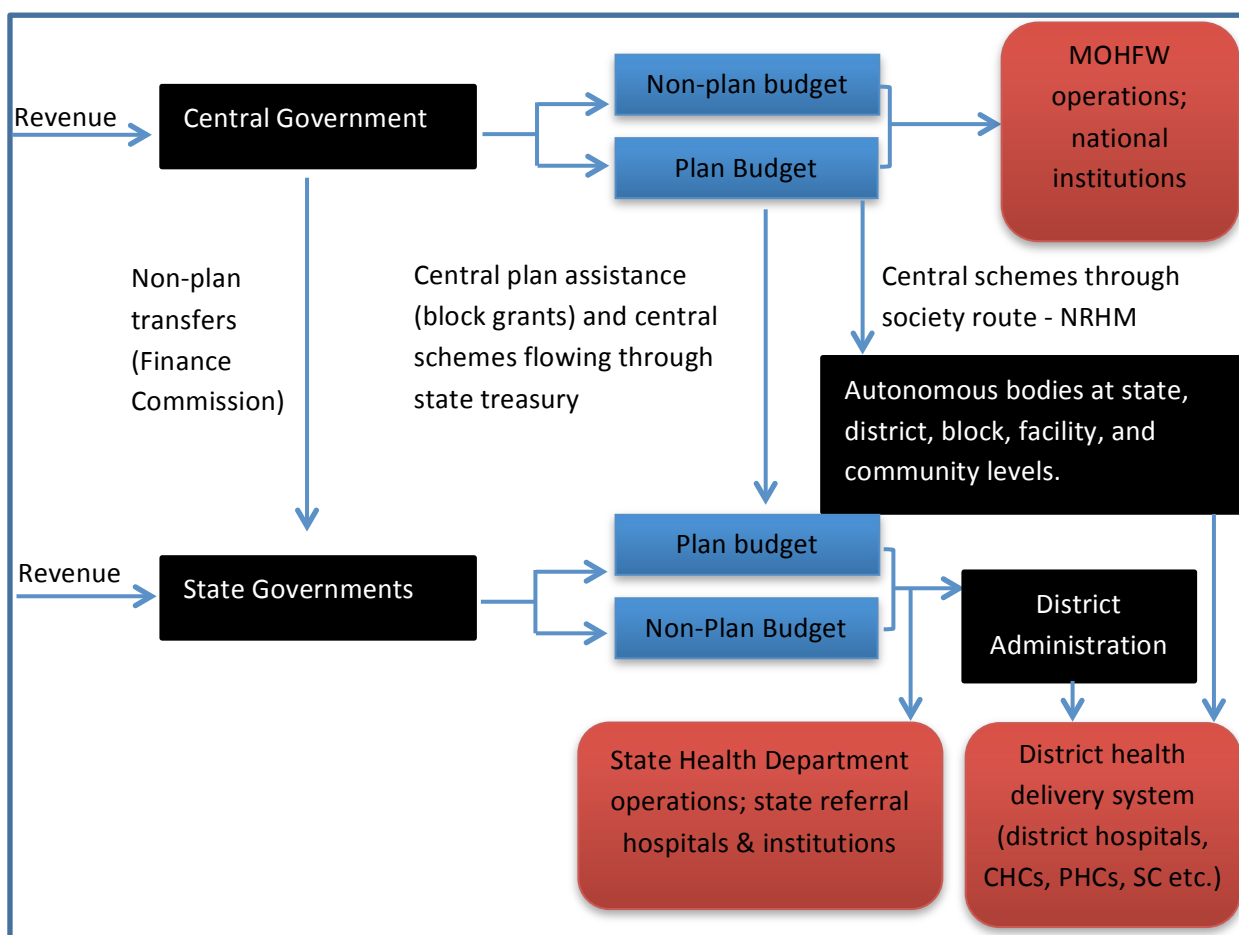 Revenue
Central Government
Non-plan budget
Plan Budget
MOHFW
operations;
national
institutions
Non-plan
transfers
(Finance
Commission)
Central plan assistance
(block grants) and central
schemes flowing through
state treasury
Central schemes through
society route - NRHM
Autonomous bodies at state,
district, block, facility, and
community levels.
Revenue
State Governments
Plan budget
Non-Plan Budget
District
Administration
State Health Department
operations; state referral
hospitals & institutions
District health
delivery system
(district hospitals,
CHCs, PHCs, SC etc.)